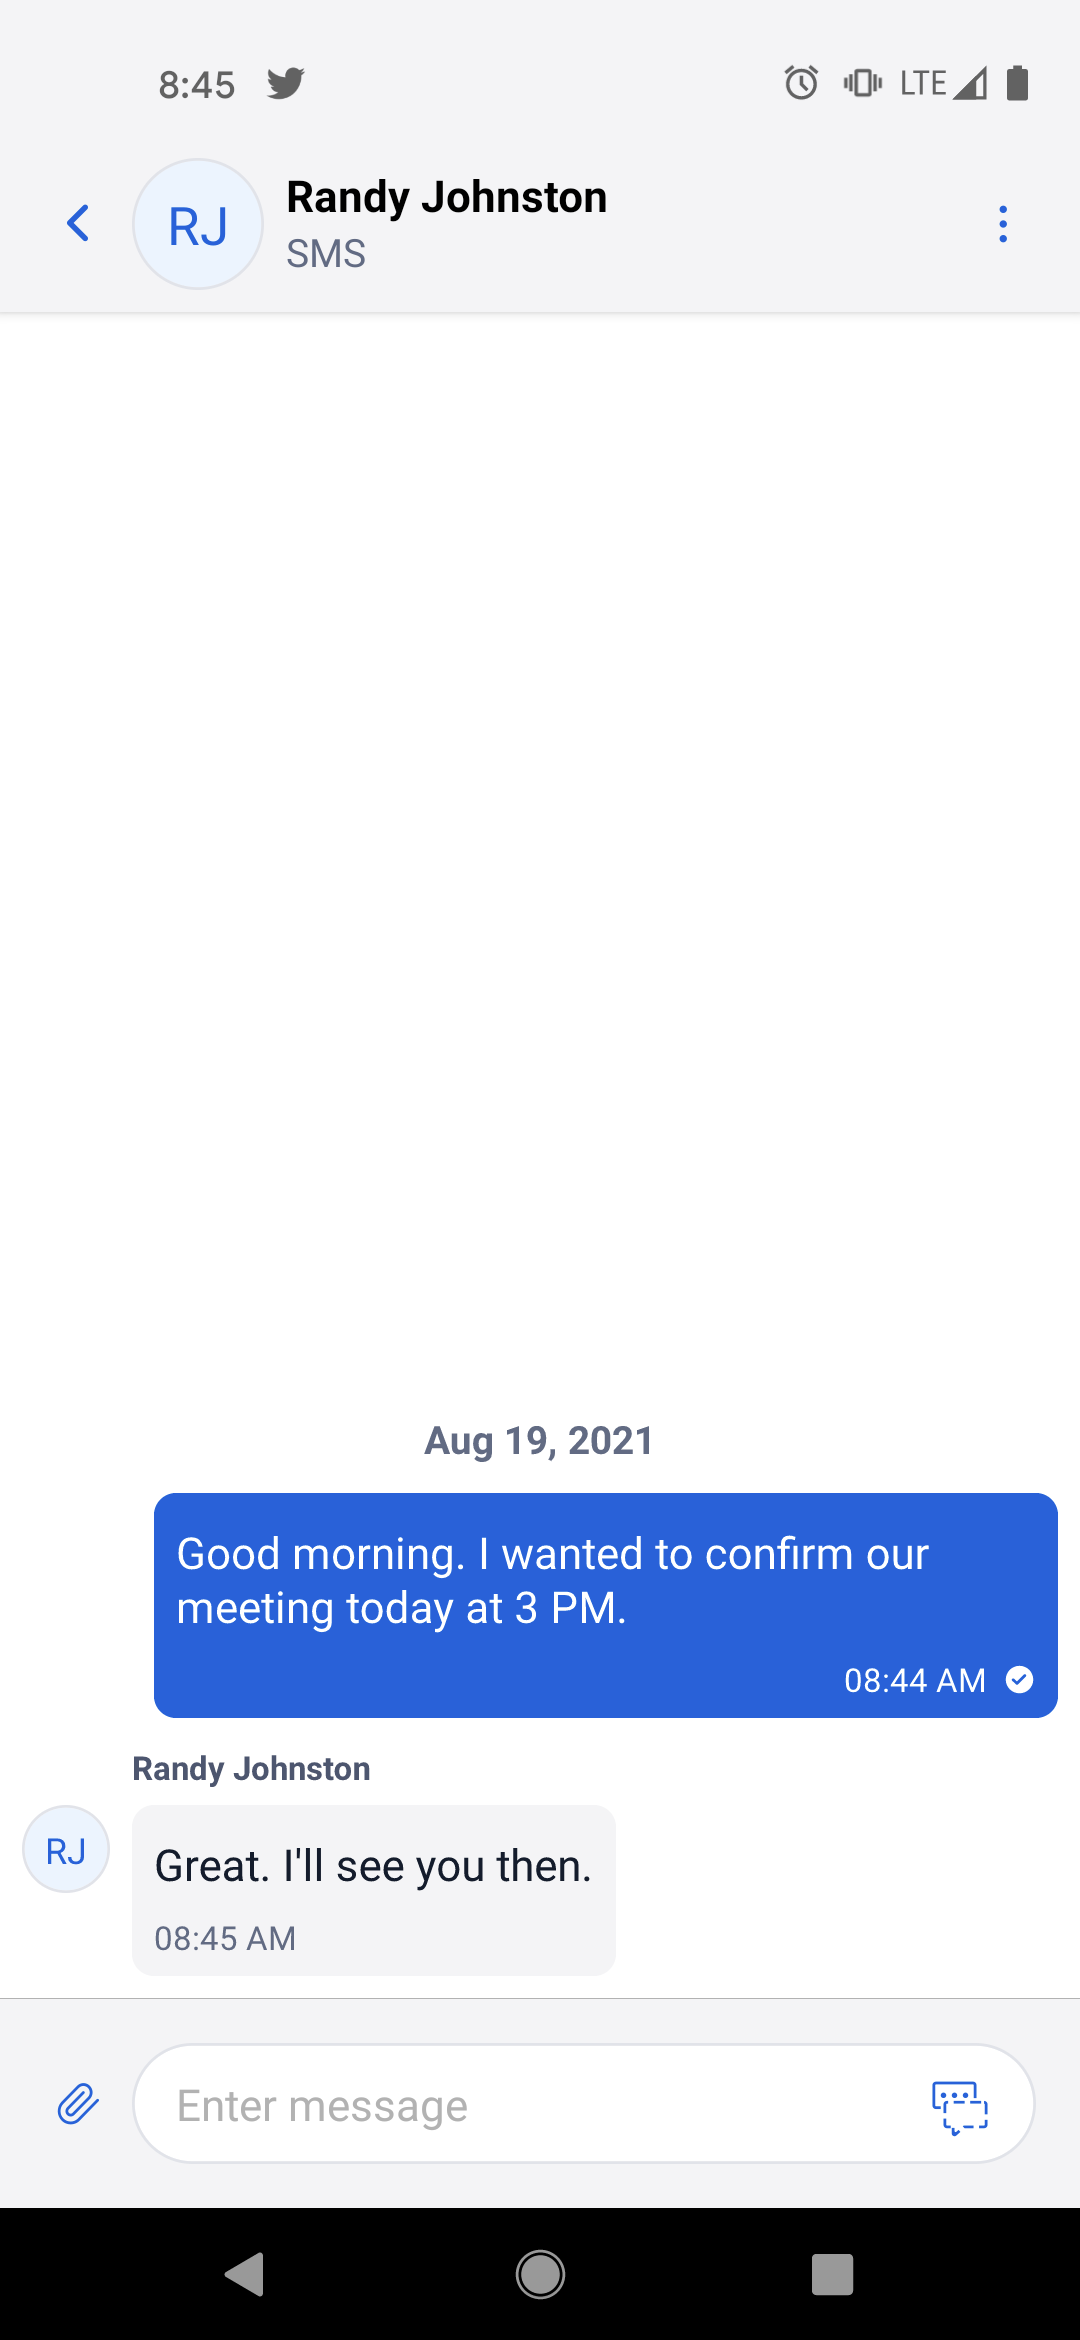 8:45
LTE
RJ
Randy Johnston
SMS
Aug 19, 2021
Good morning. I wanted to confirm our
meeting today at 3 PM.
08:44 AM
Randy Johnston
RJ
Great. I'll see you then.
08:45 AM
Enter message